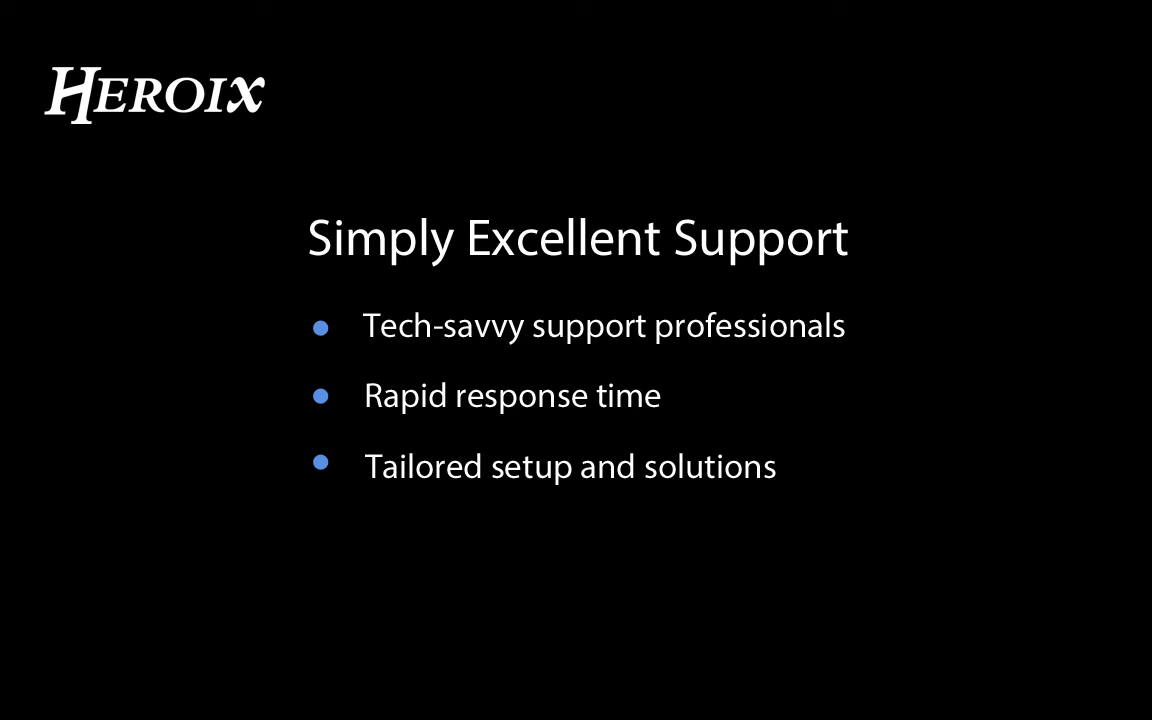 HEROIX
Simply Excellent Support
Tech-savvy support professionals
Rapid response time
Tailored setup and solutions